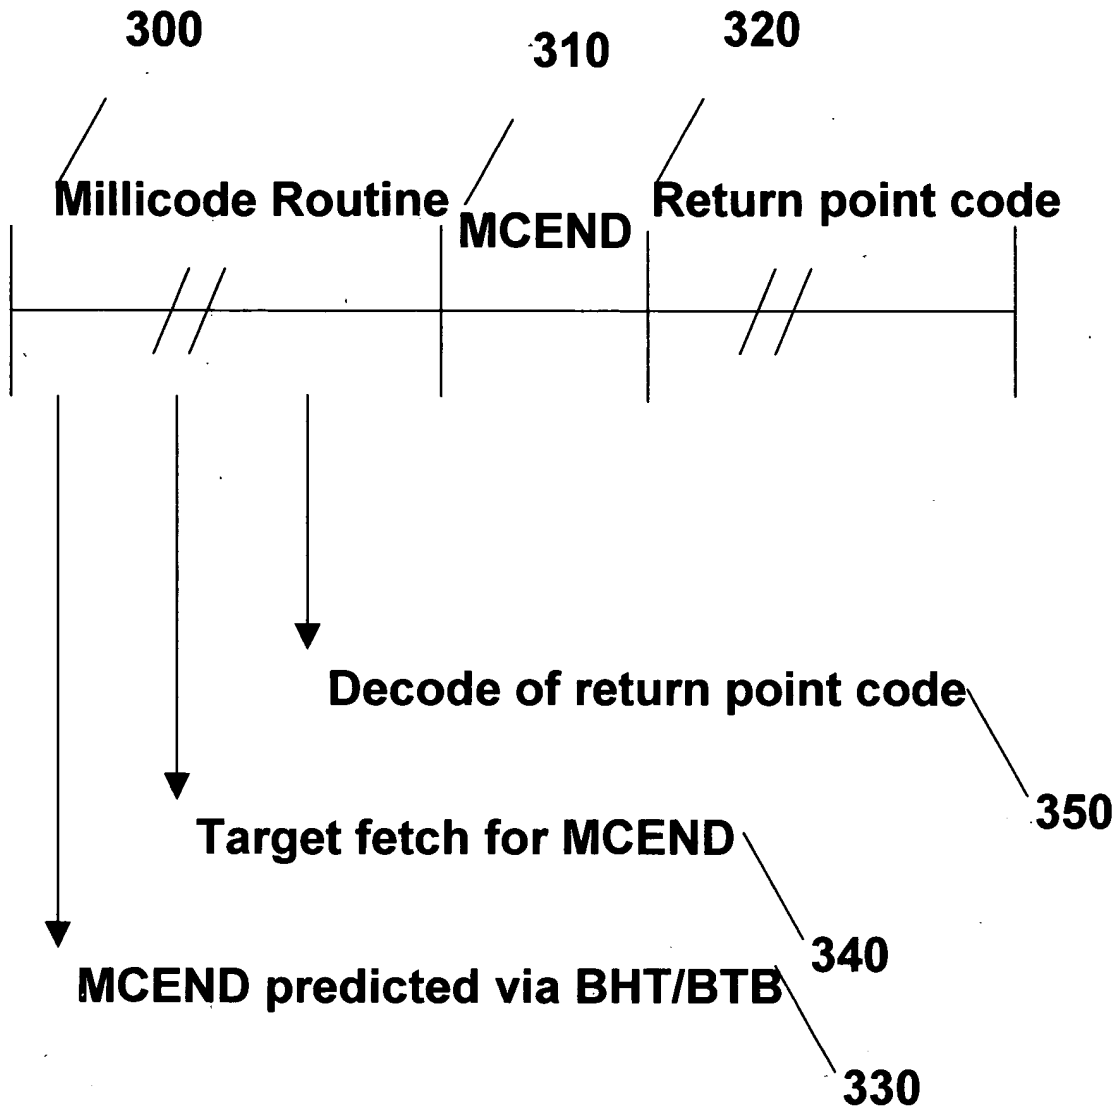 300
310
320
Millicode Routine
MCEND
Return point code
Decode of return point code
350
Target fetch for MCEND
340
MCEND predicted via BHT/BTB
330